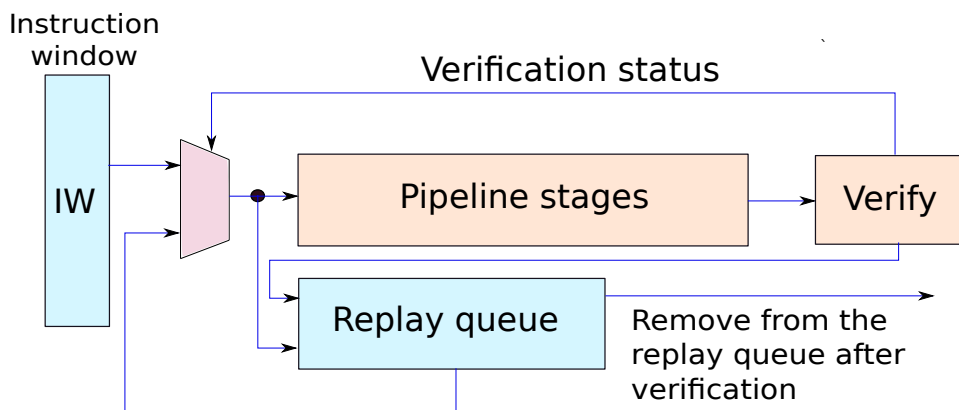 Instruction
window
Verification status
IW
Pipeline stages
Verify
Replay queue
Remove from the
replay queue after
verification